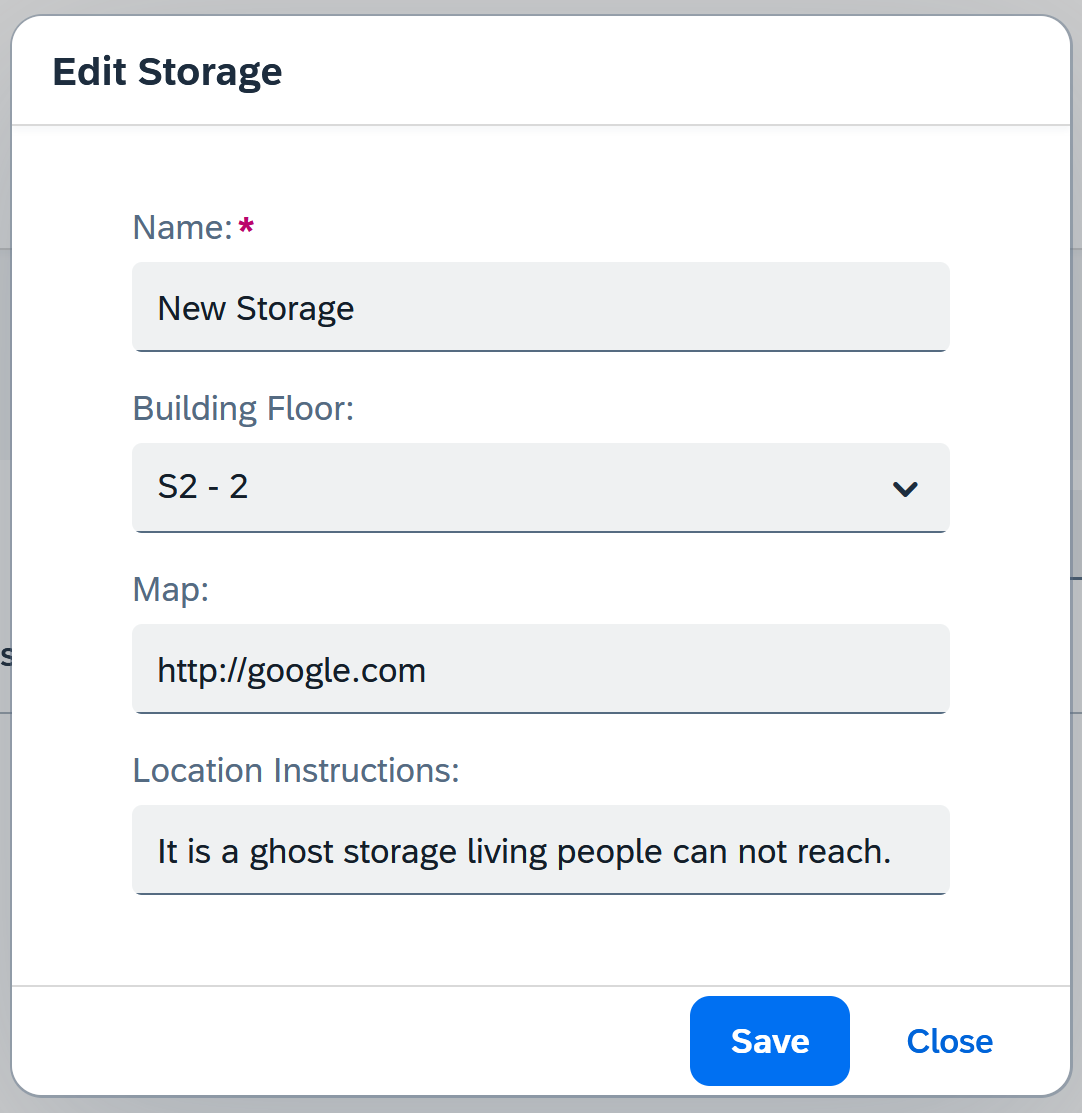 Edit Storage
Name:*
New Storage
Building Floor:
S2 - 2
Map:
http://google.com
s
Location Instructions:
It is a ghost storage living people can not reach.
Save Close